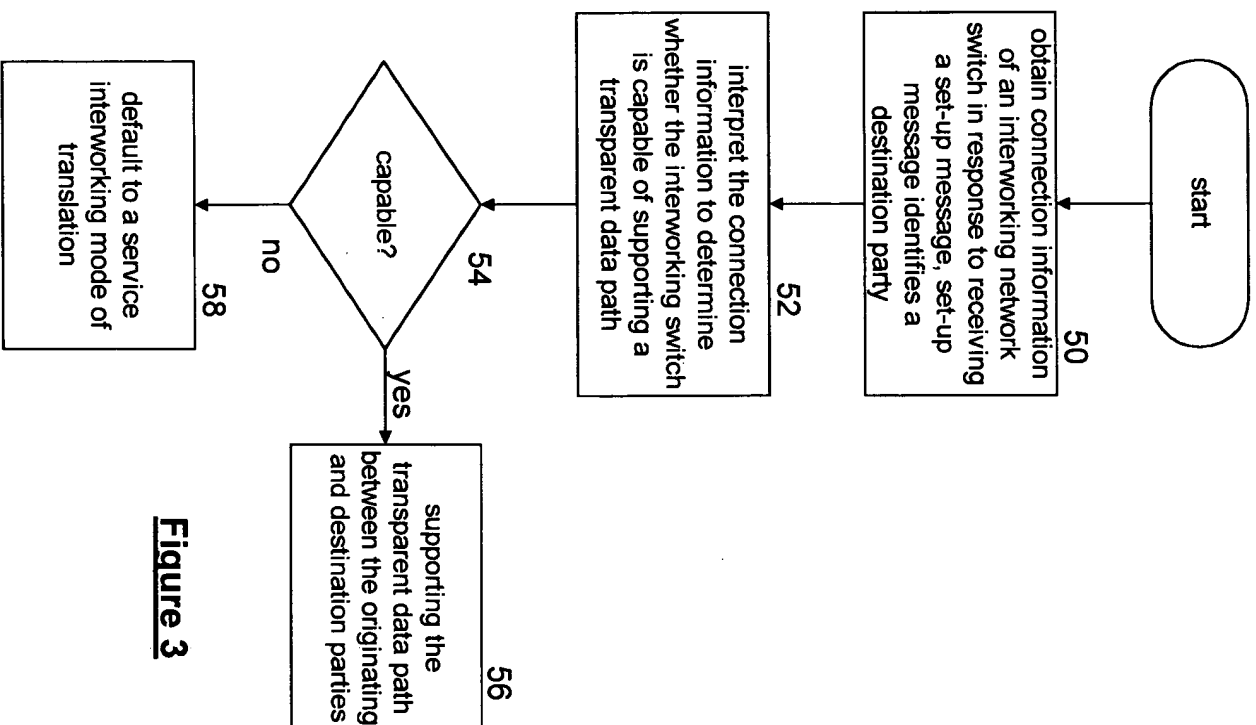 start
50
obtain connection information
of an interworking network
switch in response to receiving
a set-up message, set-up
message identifies a
destination party
52
interpret the connection
information to determine
whether the interworking switch
is capable of supporting a
transparent data path
54
capable?
yes
56
supporting the
transparent data path
between the originating
and destination parties
no
58
default to a service
interworking mode of
translation
Figure 3